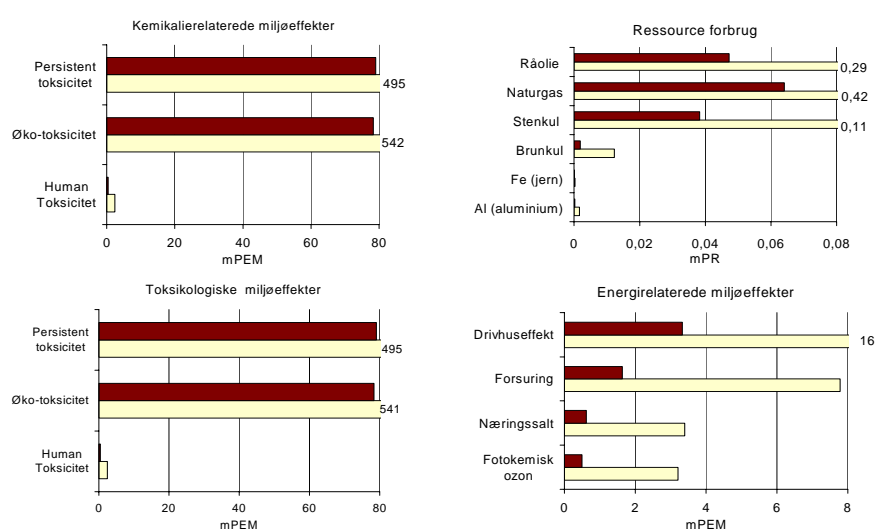 Kemikalierelaterede miljøeffekter
Persistent
toksicitet
495
Øko-toksicitet
542
Human
Toksicitet
0 20 40 60 80
mPEM
Ressource forbrug
Råolie
0,29
Naturgas
0,42
Stenkul
0,11
Brunkul
Fe (jern)
Al (aluminium)
0 0,02 0,04 0,06 0,08
mPR
Toksikologiske miljøeffekter
Persistent
toksicitet
495
Øko-toksicitet
541
Human
Toksicitet
0 20 40 60 80
mPEM
Energirelaterede miljøeffekter
Drivhuseffekt
16
Forsuring
Næringssalt
Fotokemisk
ozon
0 2 4 6 8
mPEM